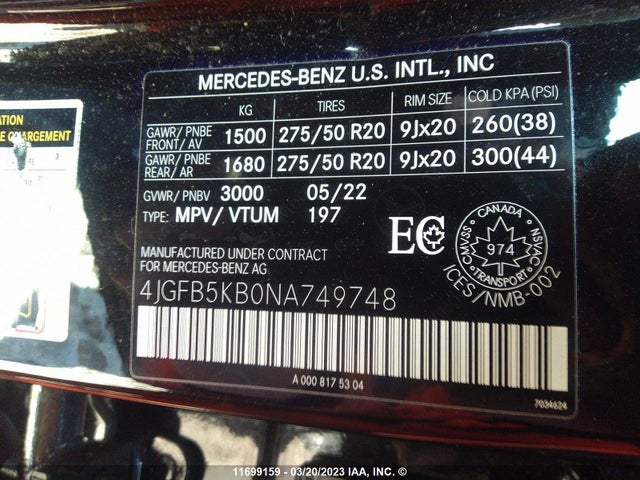 MERCEDES-BENZ U.S. INTL., INC
KG TIRES RIM SIZE COLD KPA (PSI)
GAWR/ PNBE FRONT/ AV 1500 275/50 R20 9Jx20 260(38)
GAWR/ PNBE REAR/ AR 1680 275/50 R20 9Jx20 300(44)
GVWR/ PNBV 3000 05/22
TYPE: MPV/ VTUM 197
MANUFACTURED UNDER CONTRACT
FOR MERCEDES-BENZ AG
EC
CANADA
CMVSS 974 NSVAC
TRANSPORT
ICES/NMB-002
4JGFB5KB0NA749748
A 000 817 53 04
7034624
ATION
E CHARGEMENT
11699159 - 03/20/2023 IAA, INC. ©